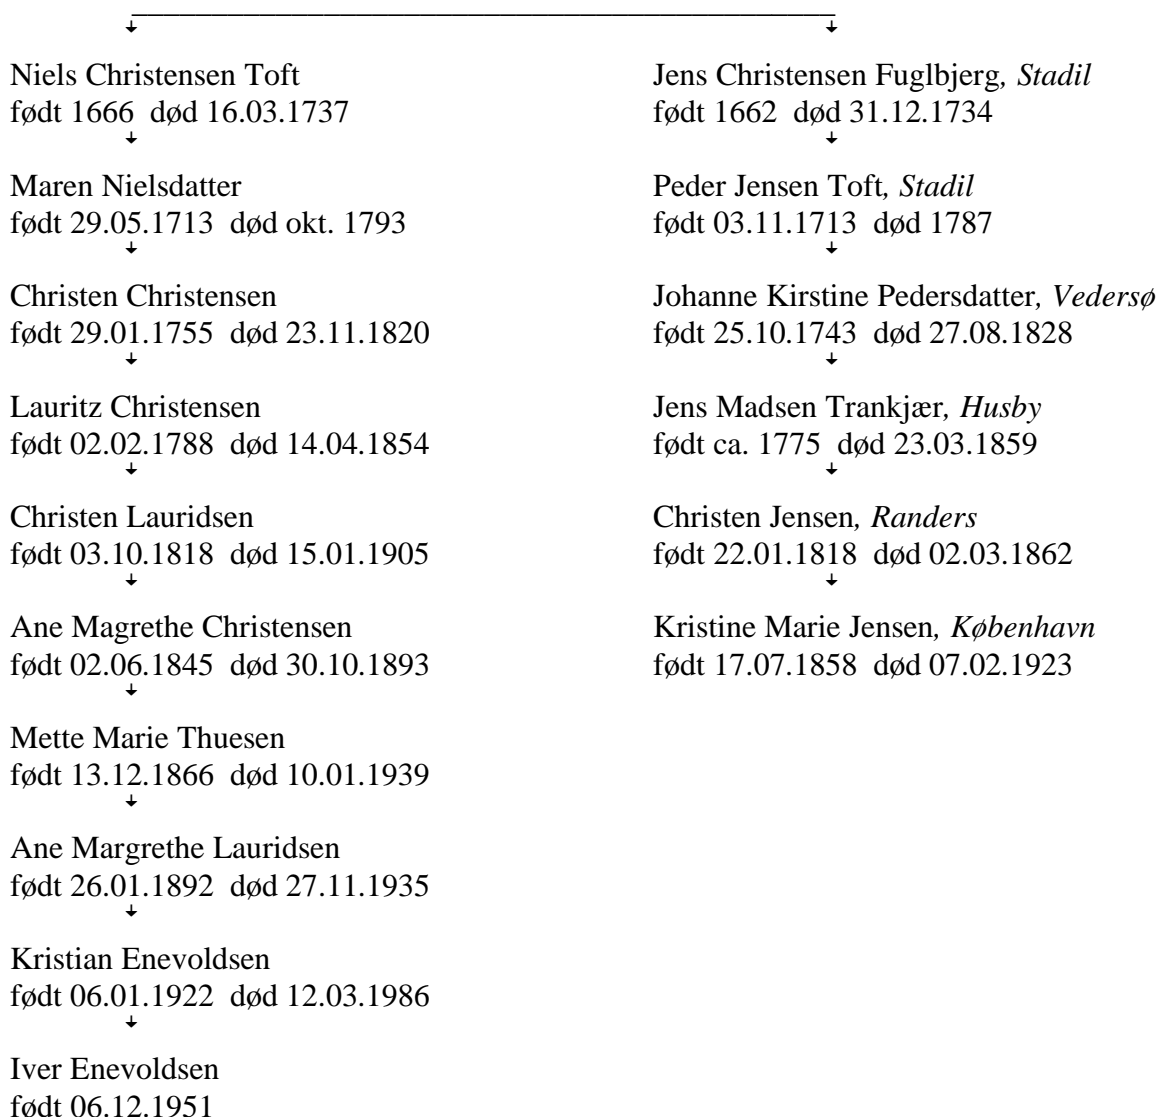 Niels Christensen Toft
født 1666 død 16.03.1737
Maren Nielsdatter
født 29.05.1713 død okt. 1793
Christen Christensen
født 29.01.1755 død 23.11.1820
Lauritz Christensen
født 02.02.1788 død 14.04.1854
Christen Lauridsen
født 03.10.1818 død 15.01.1905
Ane Magrethe Christensen
født 02.06.1845 død 30.10.1893
Mette Marie Thuesen
født 13.12.1866 død 10.01.1939
Ane Margrethe Lauridsen
født 26.01.1892 død 27.11.1935
Kristian Enevoldsen
født 06.01.1922 død 12.03.1986
Iver Enevoldsen
født 06.12.1951
Jens Christensen Fuglbjerg, Stadil
født 1662 død 31.12.1734
Peder Jensen Toft, Stadil
født 03.11.1713 død 1787
Johanne Kirstine Pedersdatter, Vedersø
født 25.10.1743 død 27.08.1828
Jens Madsen Trankjær, Husby
født ca. 1775 død 23.03.1859
Christen Jensen, Randers
født 22.01.1818 død 02.03.1862
Kristine Marie Jensen, København
født 17.07.1858 død 07.02.1923